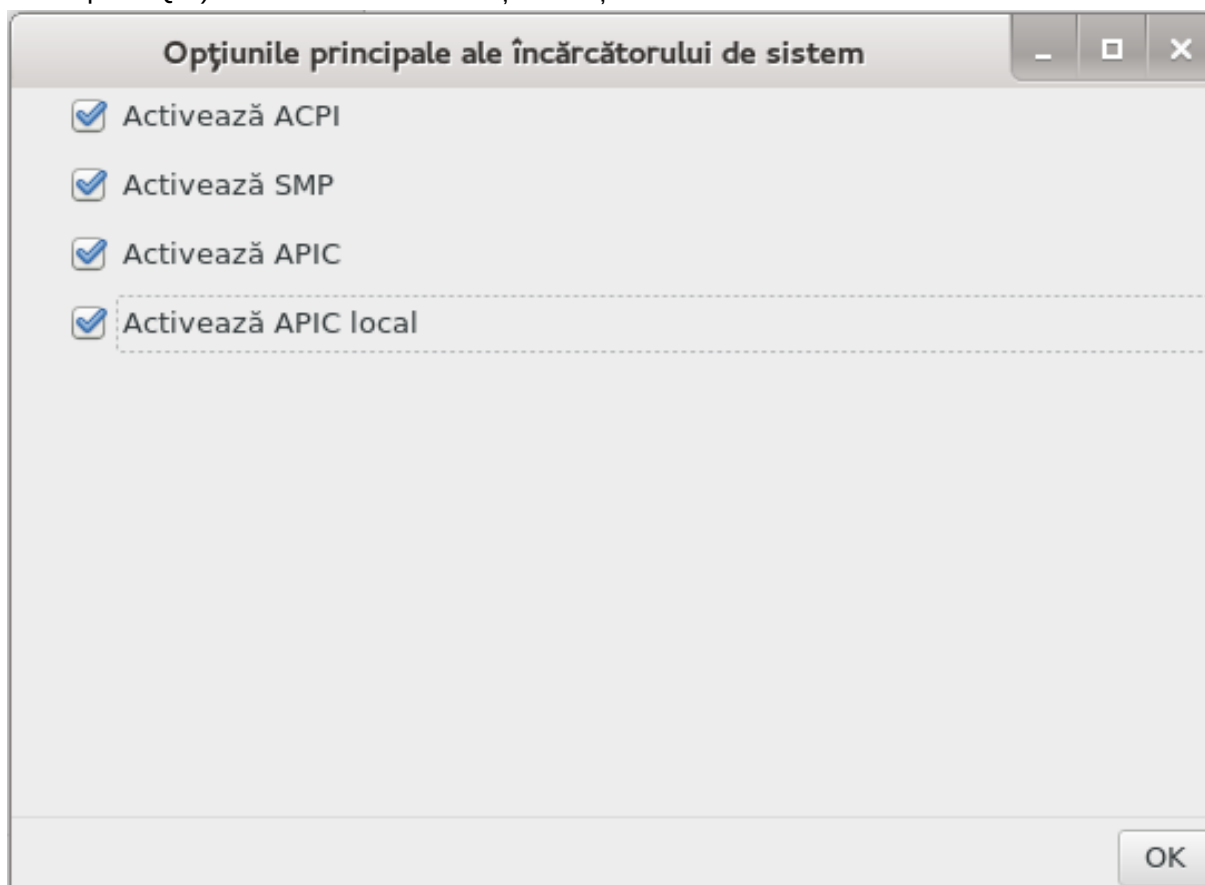 Opţiunile principale ale încărcătorului de sistem
Activează ACPI
Activează SMP
Activează APIC
Activează APIC local
OK